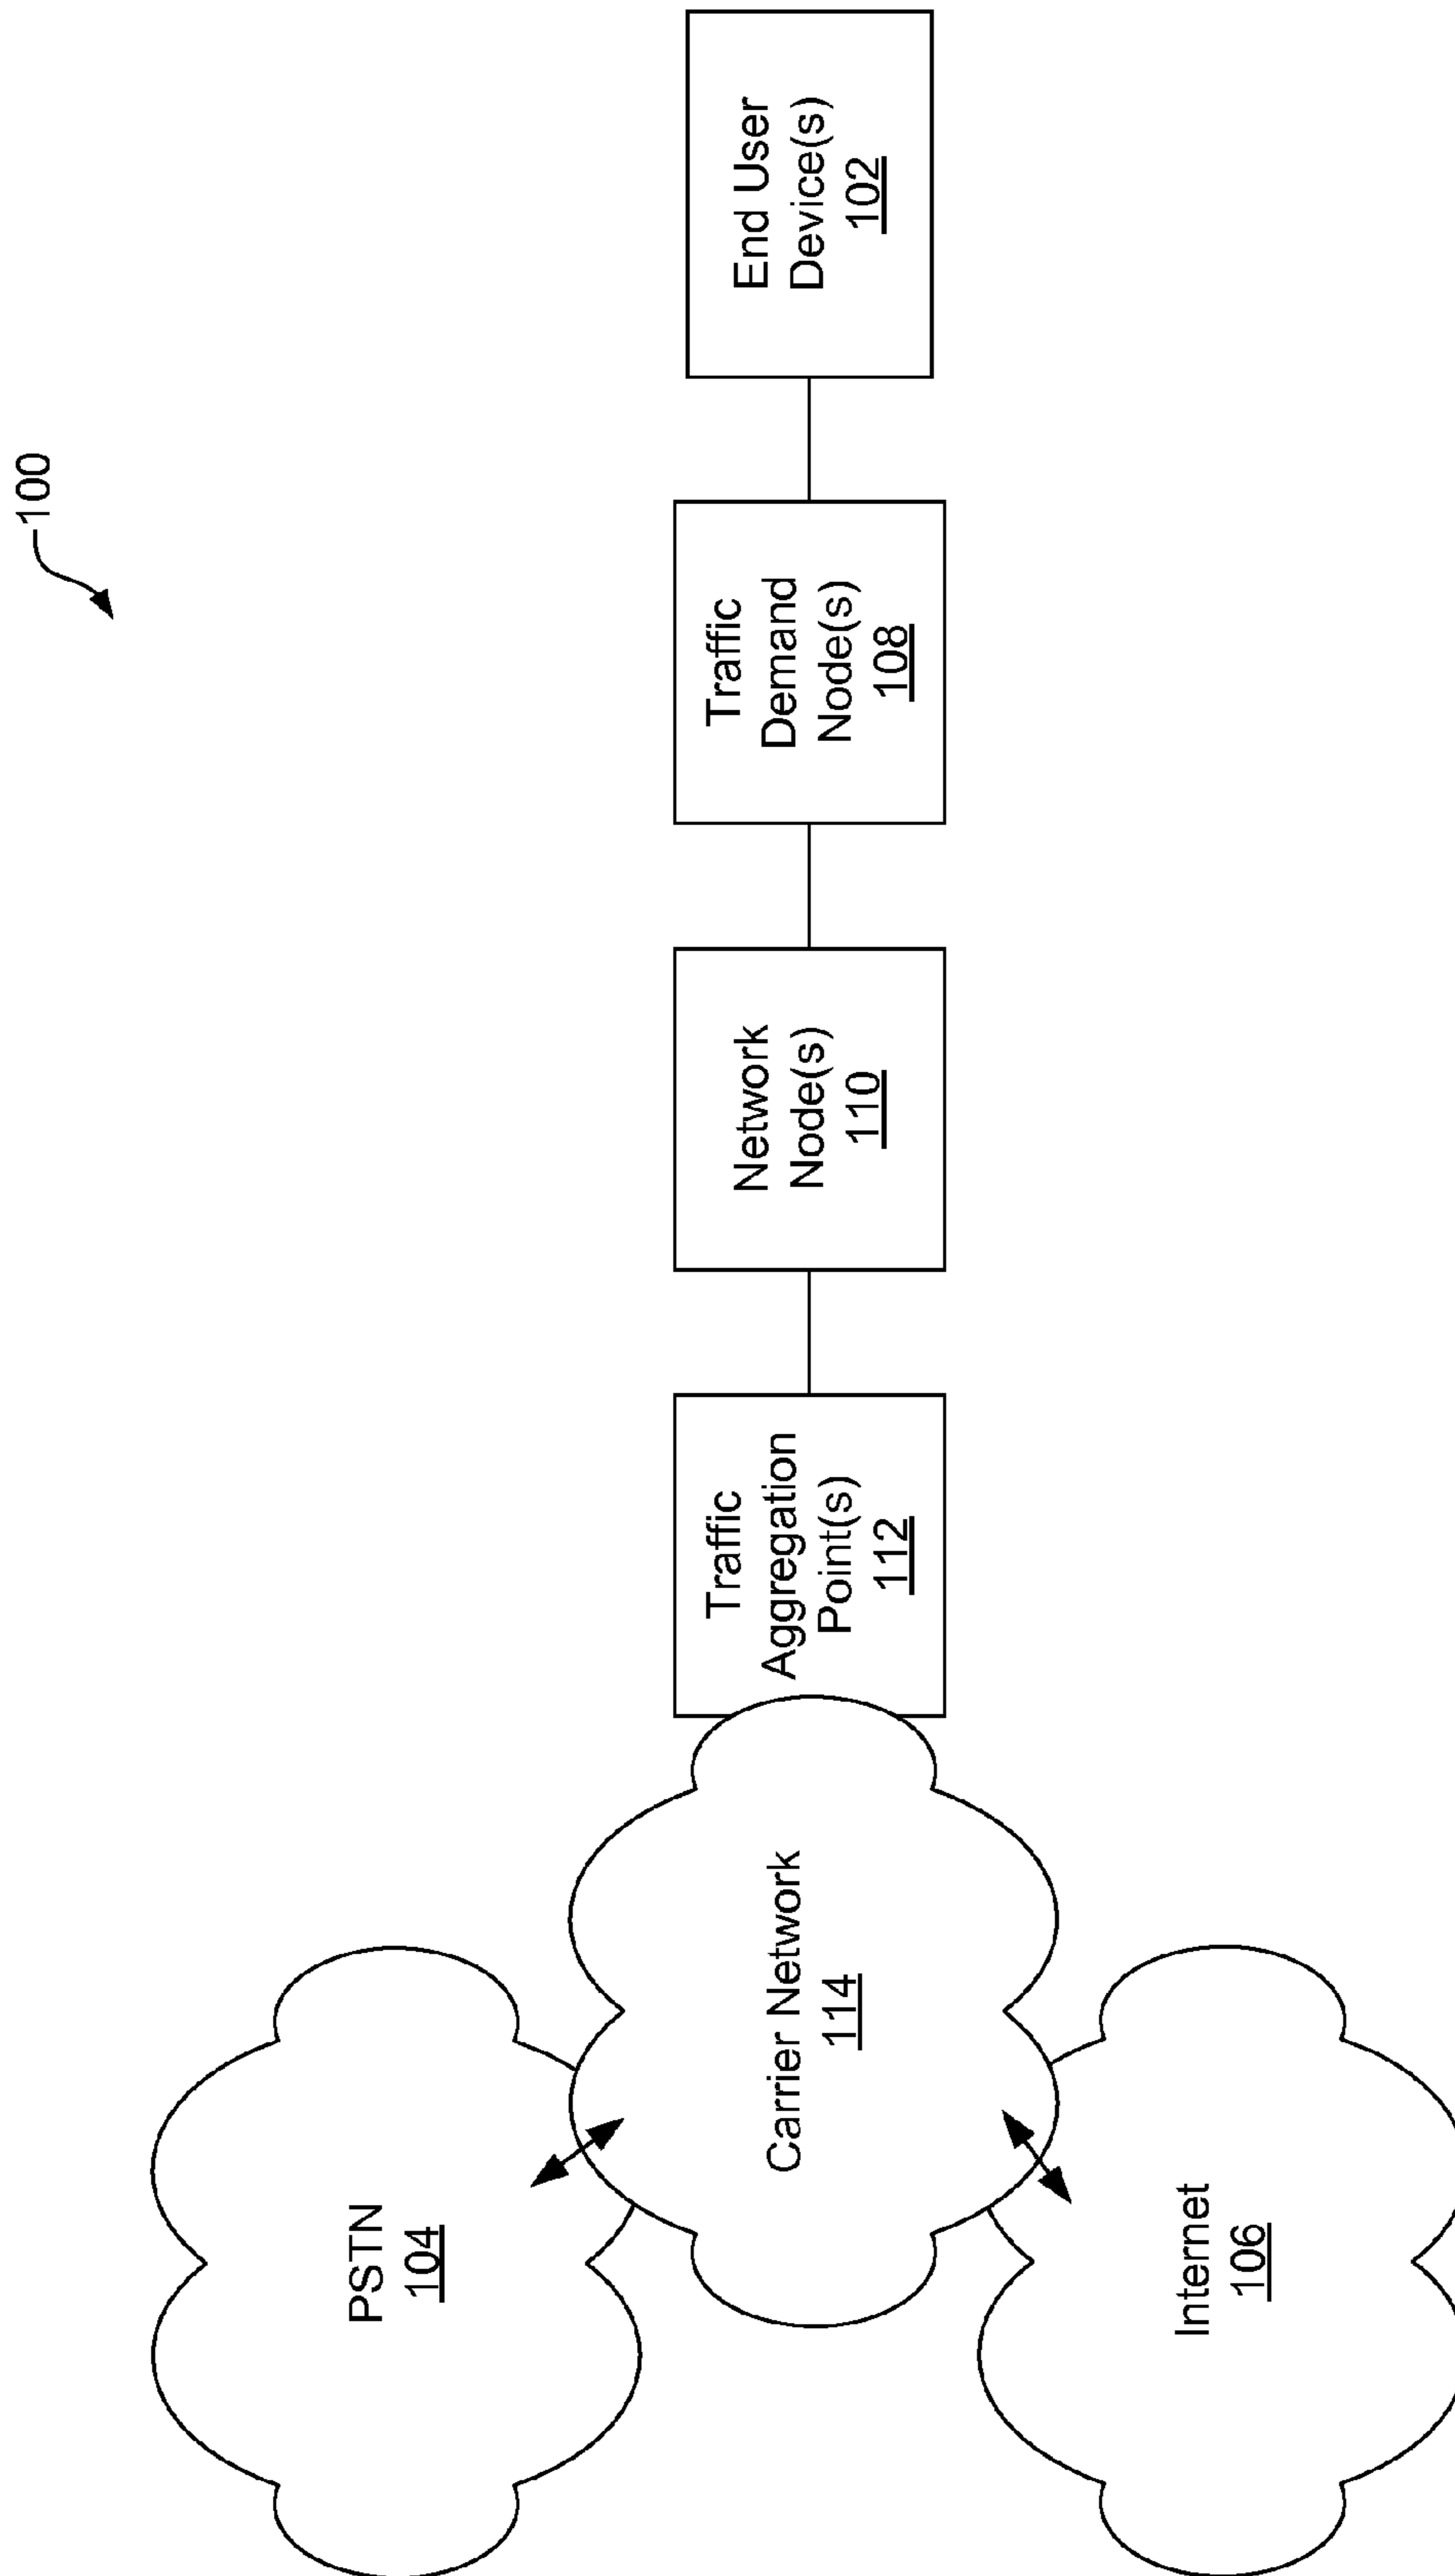 100
PSTN
104
Carrier Network
114
Internet
106
Traffic
Aggregation
Point(s)
112
Network
Node(s)
110
Traffic
Demand
Node(s)
108
End User
Device(s)
102